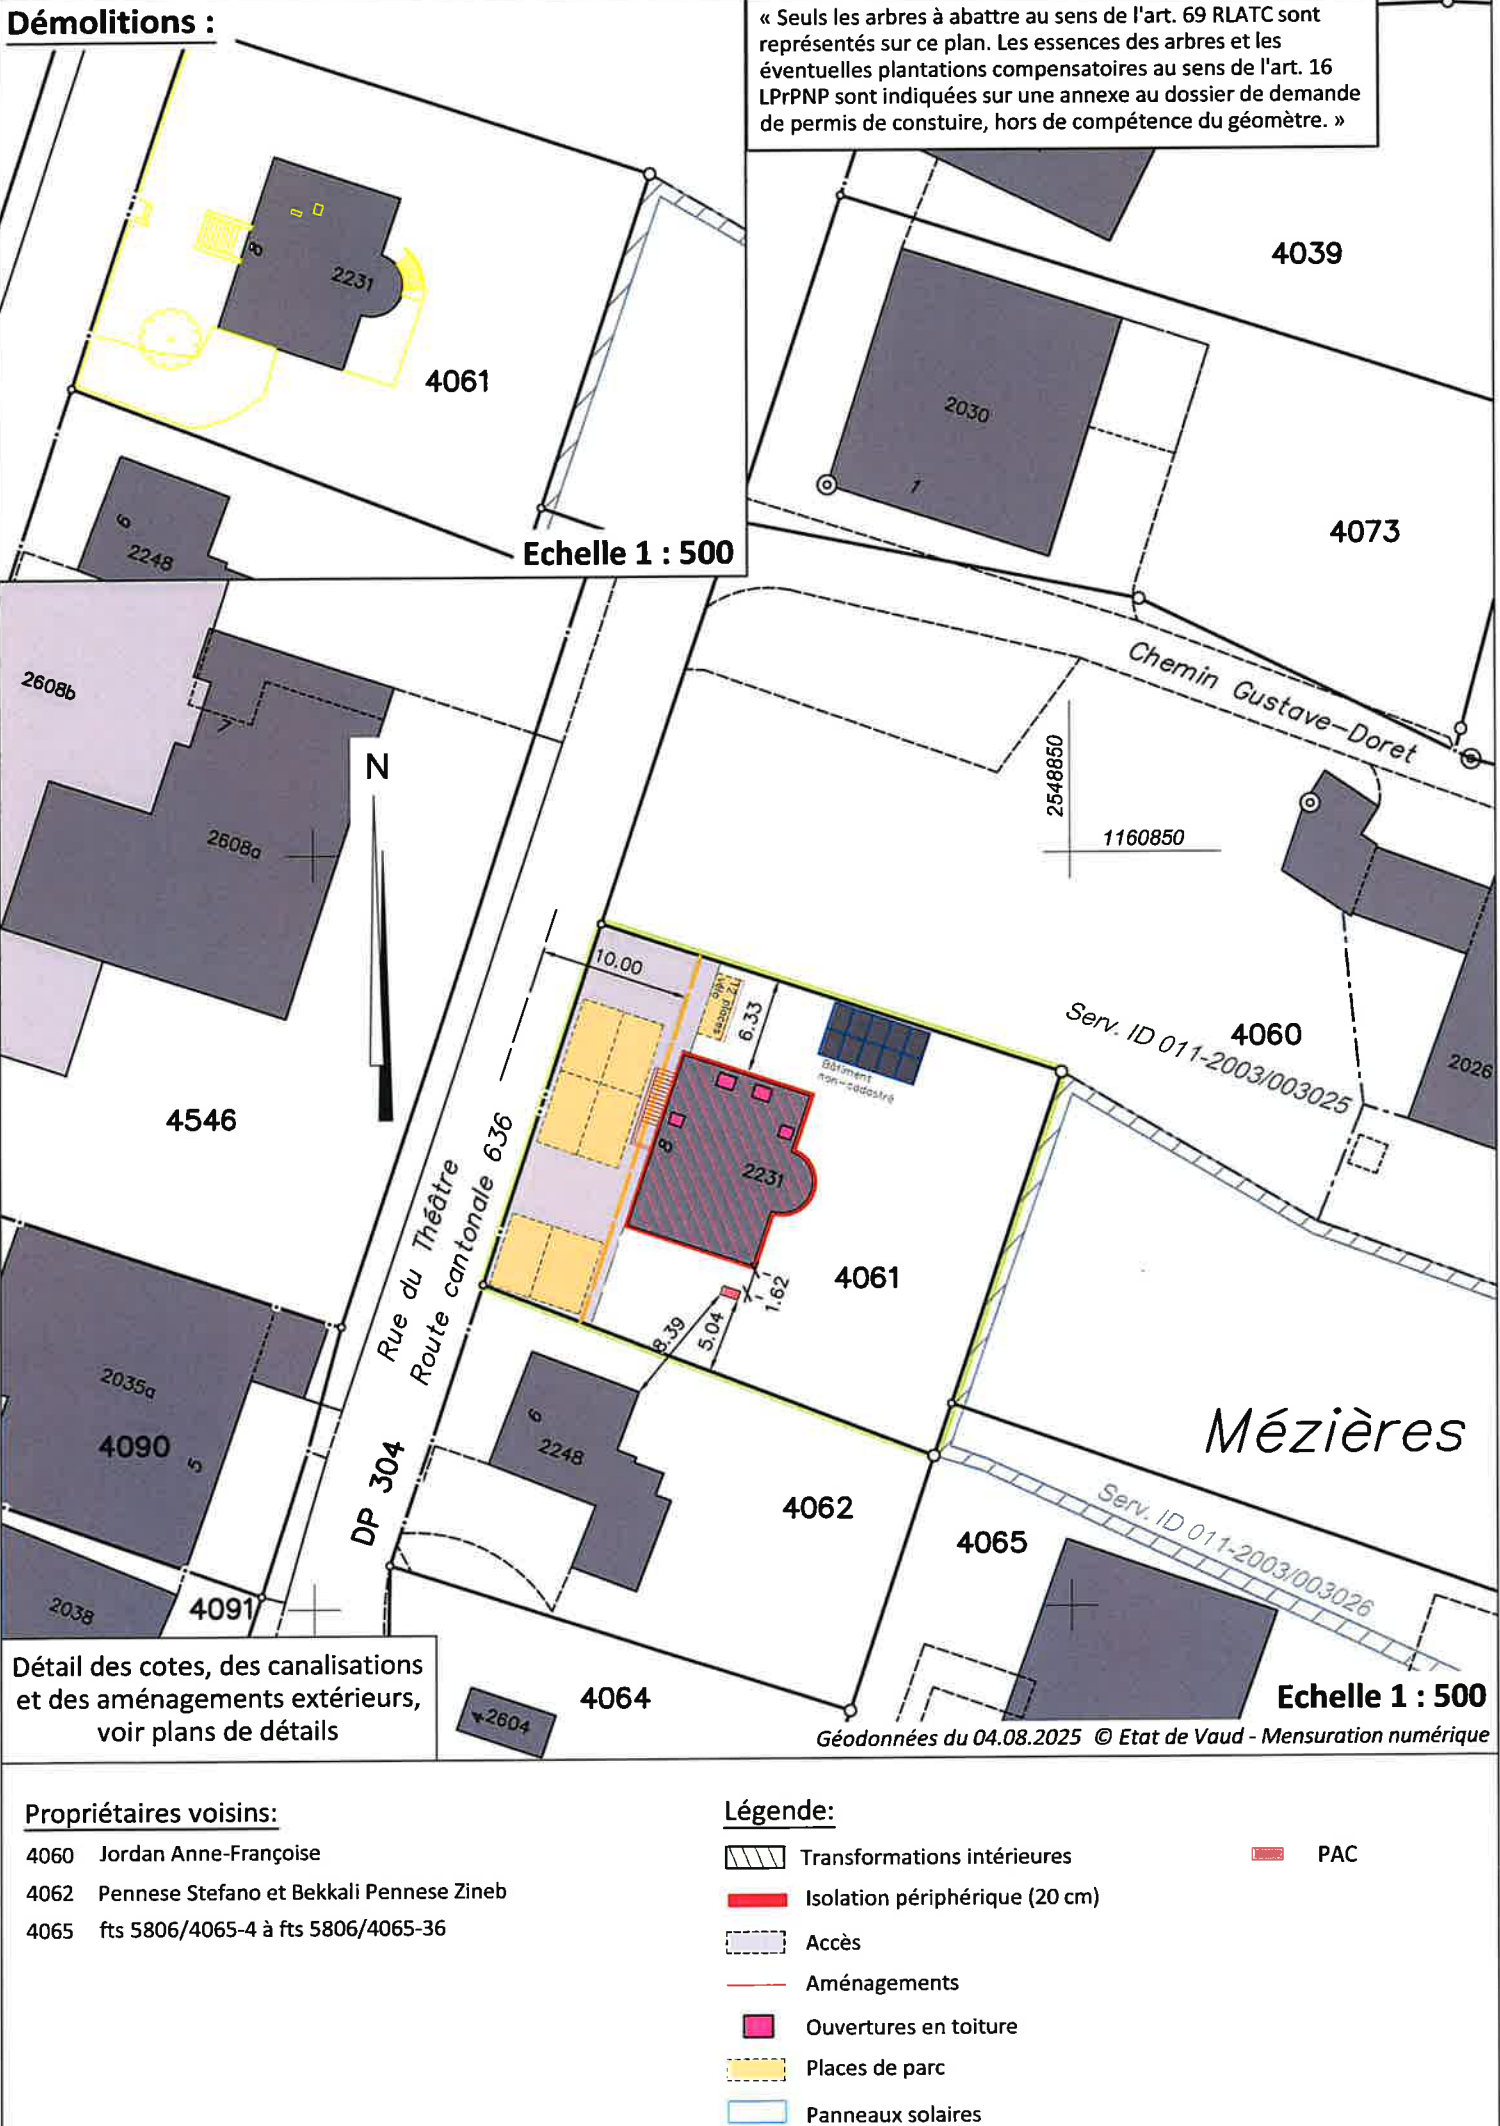 Démolitions :
« Seuls les arbres à abattre au sens de l'art. 69 RLATC sont
représentés sur ce plan. Les essences des arbres et les
éventuelles plantations compensatoires au sens de l'art. 16
LPrPNP sont indiquées sur une annexe au dossier de demande
de permis de constuire, hors de compétence du géomètre. »
8
2231
4061
6
2248
Echelle 1 : 500
4039
2030
1
4073
Chemin Gustave-Doret
2608b
7
2608a
N
2548850
1160850
10.00
12 places
vélo
6.33
Bâtiment
non-cadastré
Serv. ID 011-2003/003025
4060
2026
4546
8
2231
Rue du Théâtre
Route cantonale 636
4061
1.62
8.39
5.04
2035a
4090
5
6
2248
DP 304
Mézières
4062
4065
Serv. ID 011-2003/003026
2038
4091
Détail des cotes, des canalisations
et des aménagements extérieurs,
voir plans de détails
4
2604
4064
Echelle 1 : 500
Géodonnées du 04.08.2025 © Etat de Vaud - Mensuration numérique
Propriétaires voisins:
4060 Jordan Anne-Françoise
4062 Pennese Stefano et Bekkali Pennese Zineb
4065 fts 5806/4065-4 à fts 5806/4065-36
Légende:
Transformations intérieures
Isolation périphérique (20 cm)
Accès
Aménagements
Ouvertures en toiture
Places de parc
Panneaux solaires
PAC